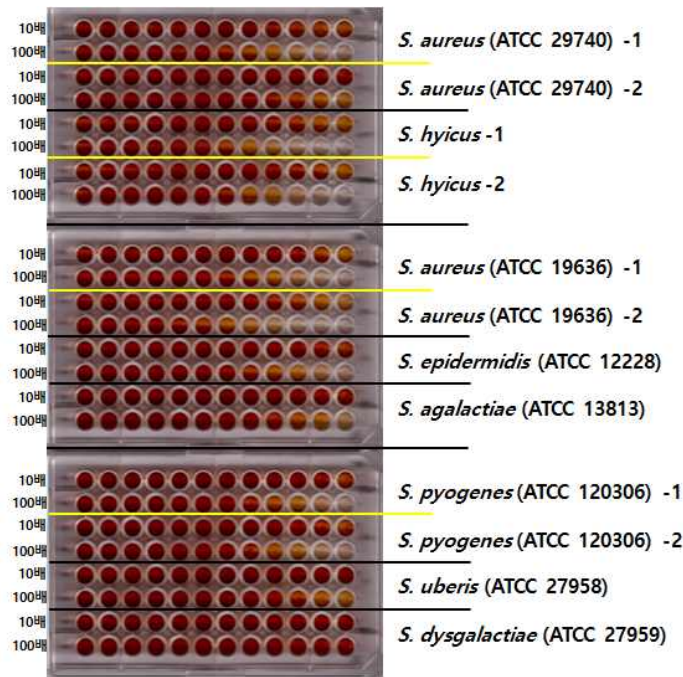 10배
100배
S. aureus (ATCC 29740) -1
10배
100배
S. aureus (ATCC 29740) -2
10배
100배
S. hyicus -1
10배
100배
S. hyicus -2
10배
100배
S. aureus (ATCC 19636) -1
10배
100배
S. aureus (ATCC 19636) -2
10배
100배
S. epidermidis (ATCC 12228)
10배
100배
S. agalactiae (ATCC 13813)
10배
100배
S. pyogenes (ATCC 120306) -1
10배
100배
S. pyogenes (ATCC 120306) -2
10배
100배
S. uberis (ATCC 27958)
10배
100배
S. dysgalactiae (ATCC 27959)